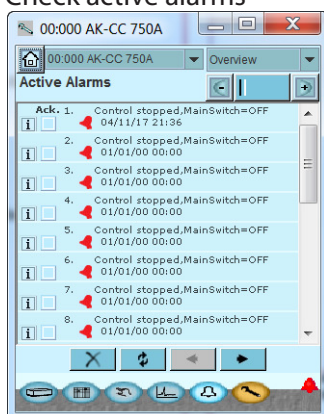 Check active alarms
00:000 AK-CC 750A
00:000 AK-CC 750A Overview
Active Alarms
Ack. 1. Control stopped,MainSwitch=OFF
i 04/11/17 21:36
2. Control stopped,MainSwitch=OFF
i 01/01/00 00:00
3. Control stopped,MainSwitch=OFF
i 01/01/00 00:00
4. Control stopped,MainSwitch=OFF
i 01/01/00 00:00
5. Control stopped,MainSwitch=OFF
i 01/01/00 00:00
6. Control stopped,MainSwitch=OFF
i 01/01/00 00:00
7. Control stopped,MainSwitch=OFF
i 01/01/00 00:00
8. Control stopped,MainSwitch=OFF
i 01/01/00 00:00